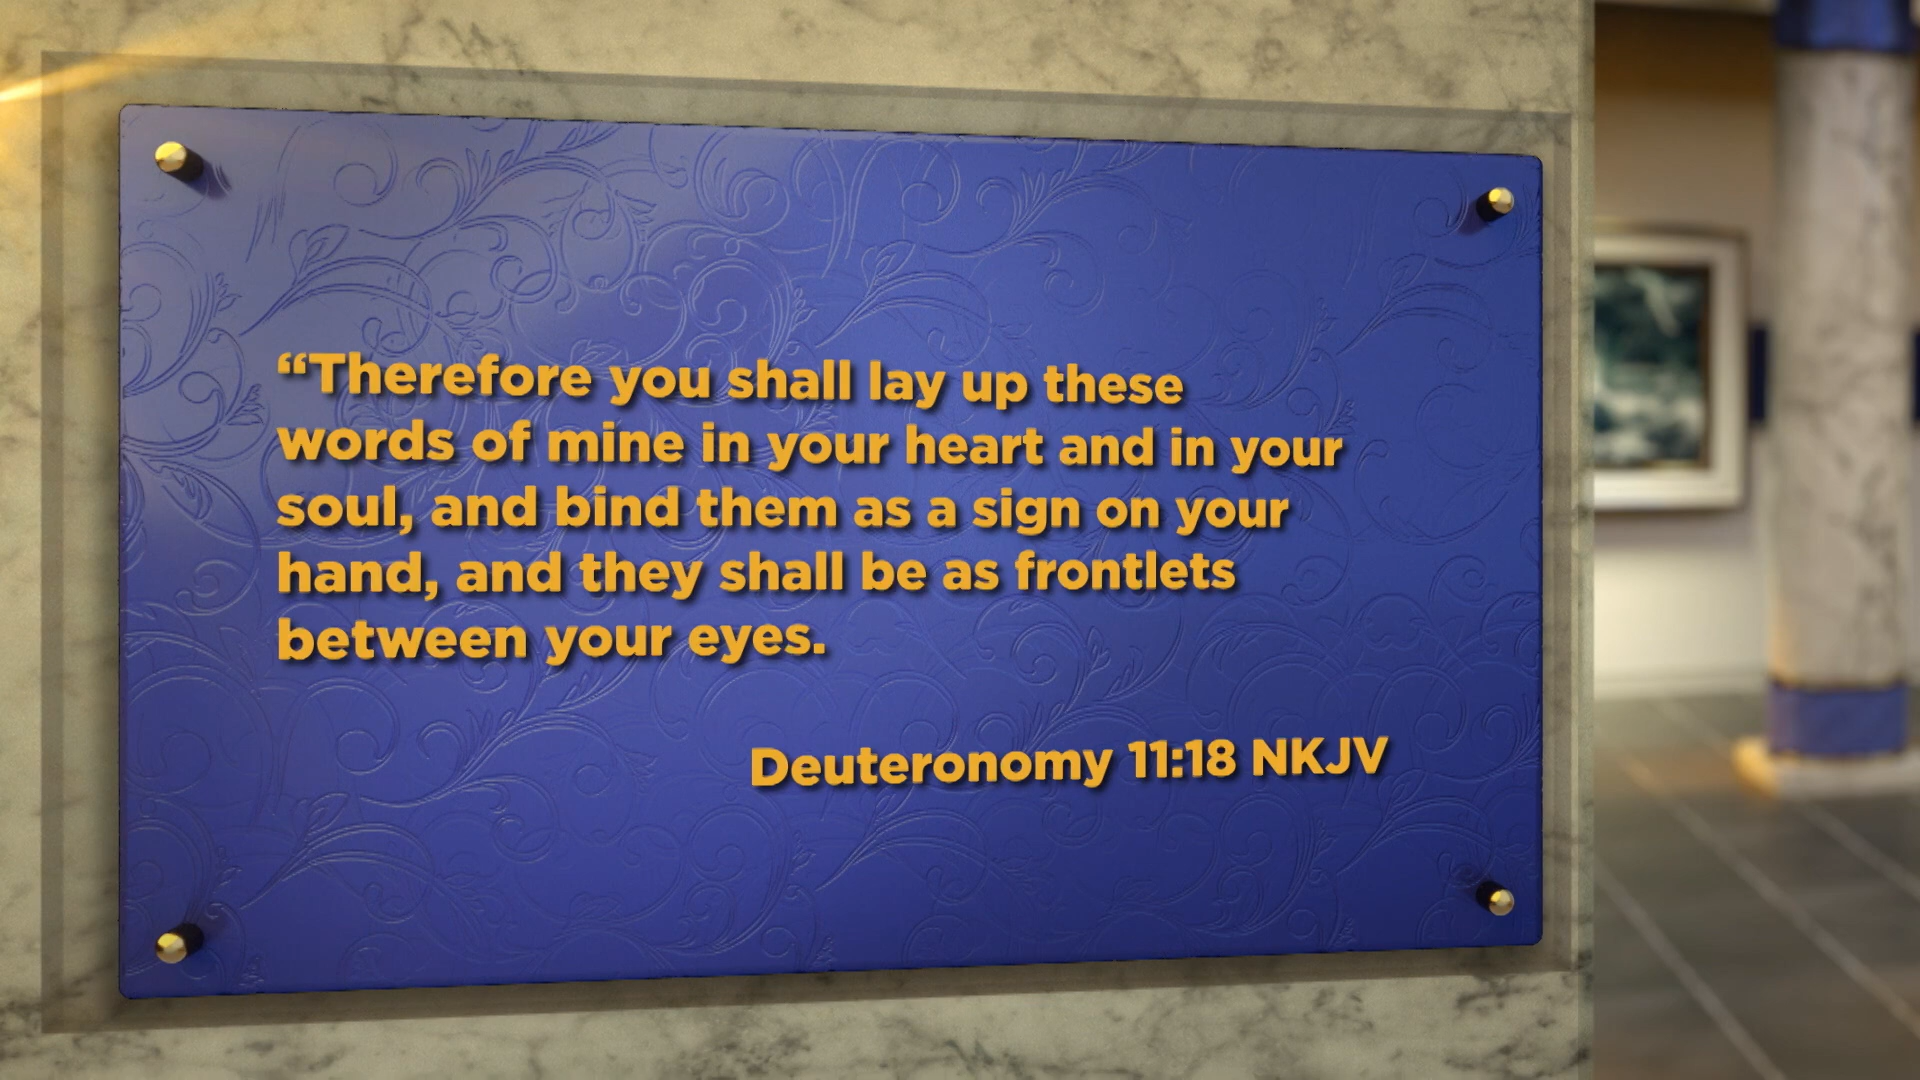 “Therefore you shall lay up these
words of mine in your heart and in your
soul, and bind them as a sign on your
hand, and they shall be as frontlets
between your eyes.
Deuteronomy 11:18 NKJV